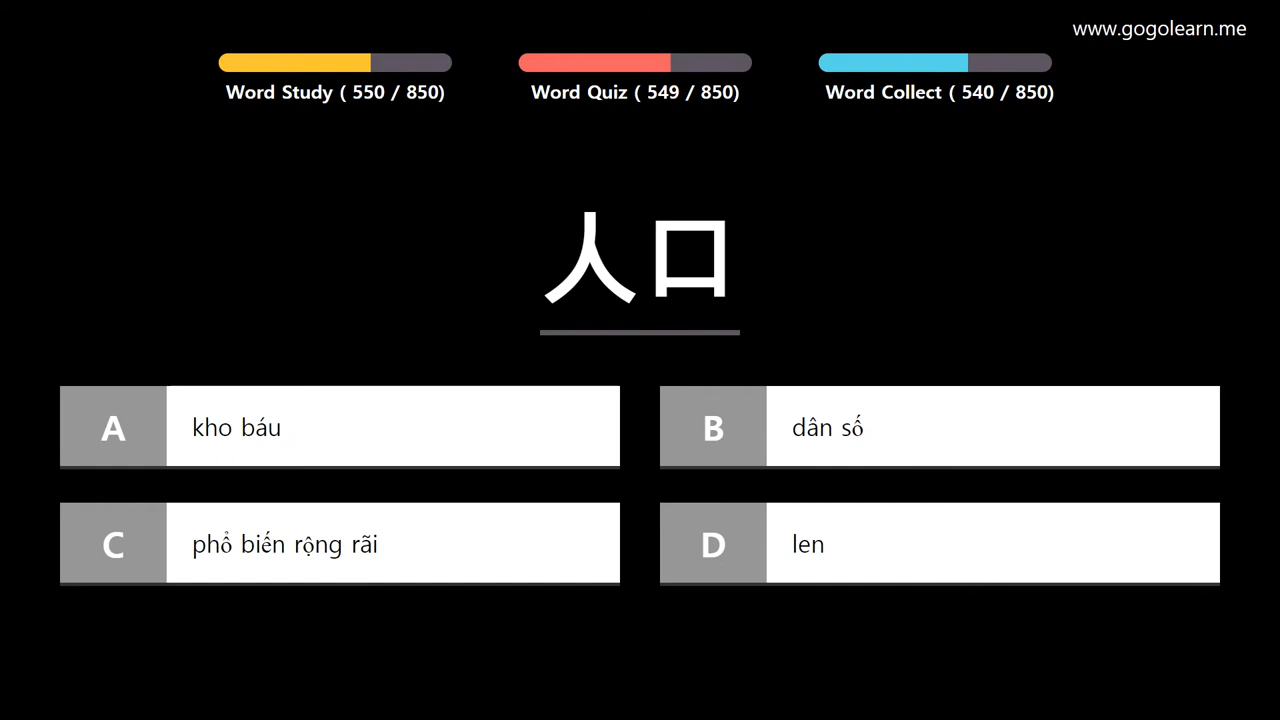 www.gogolearn.me
Word Study ( 550 / 850)
Word Quiz ( 549 / 850)
Word Collect ( 540 / 850)
人口
A
kho báu
B
dân số
C
phổ biến rộng rãi
D
len